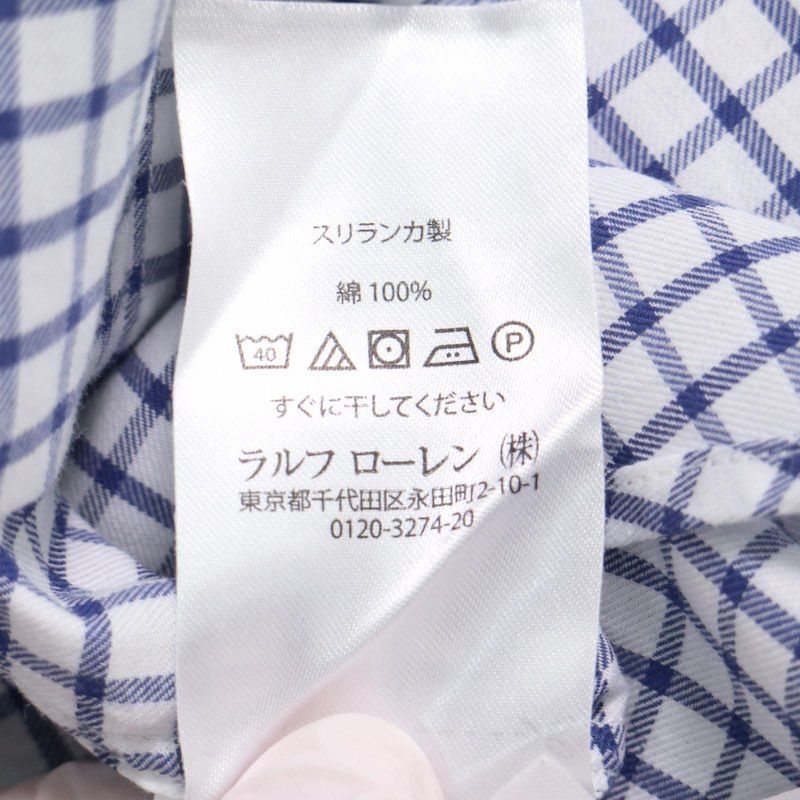 スリランカ製
綿 100%
40 P
すぐに干してください
ラルフ ローレン (株)
東京都千代田区永田町2-10-1
0120-3274-20